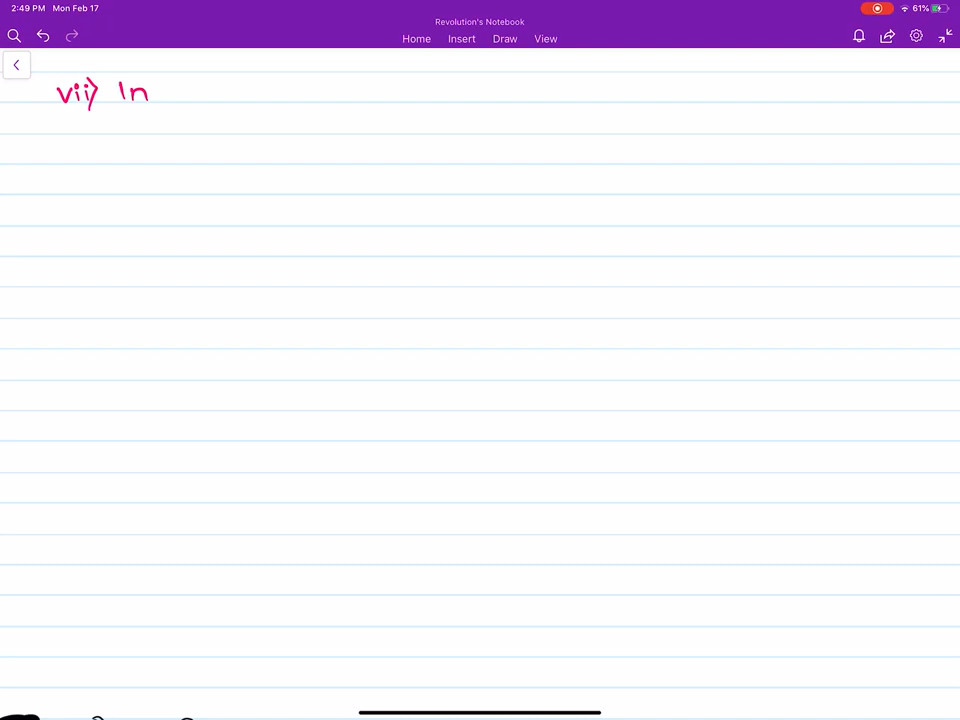 2:49 PM Mon Feb 17 61%
Revolution's Notebook
Home Insert Draw View
vii) In